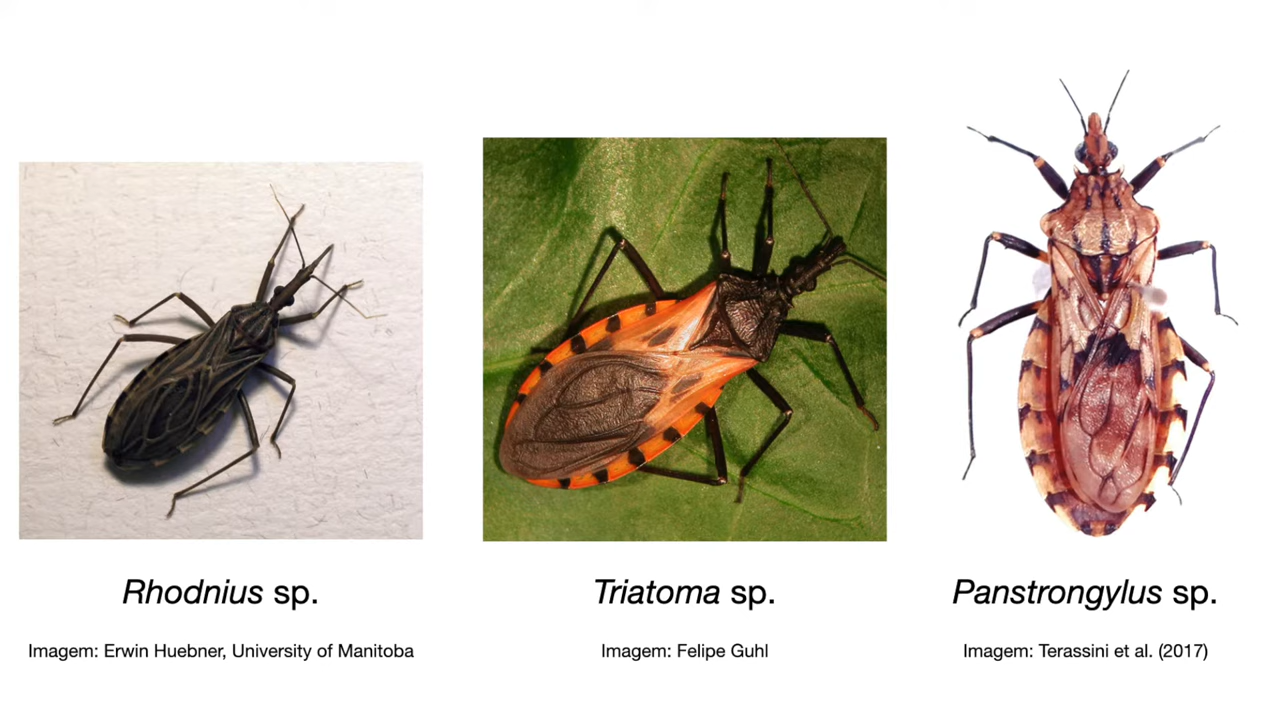 Rhodnius sp.
Triatoma sp.
Panstrongylus sp.
Imagem: Erwin Huebner, University of Manitoba
Imagem: Felipe Guhl
Imagem: Terassini et al. (2017)